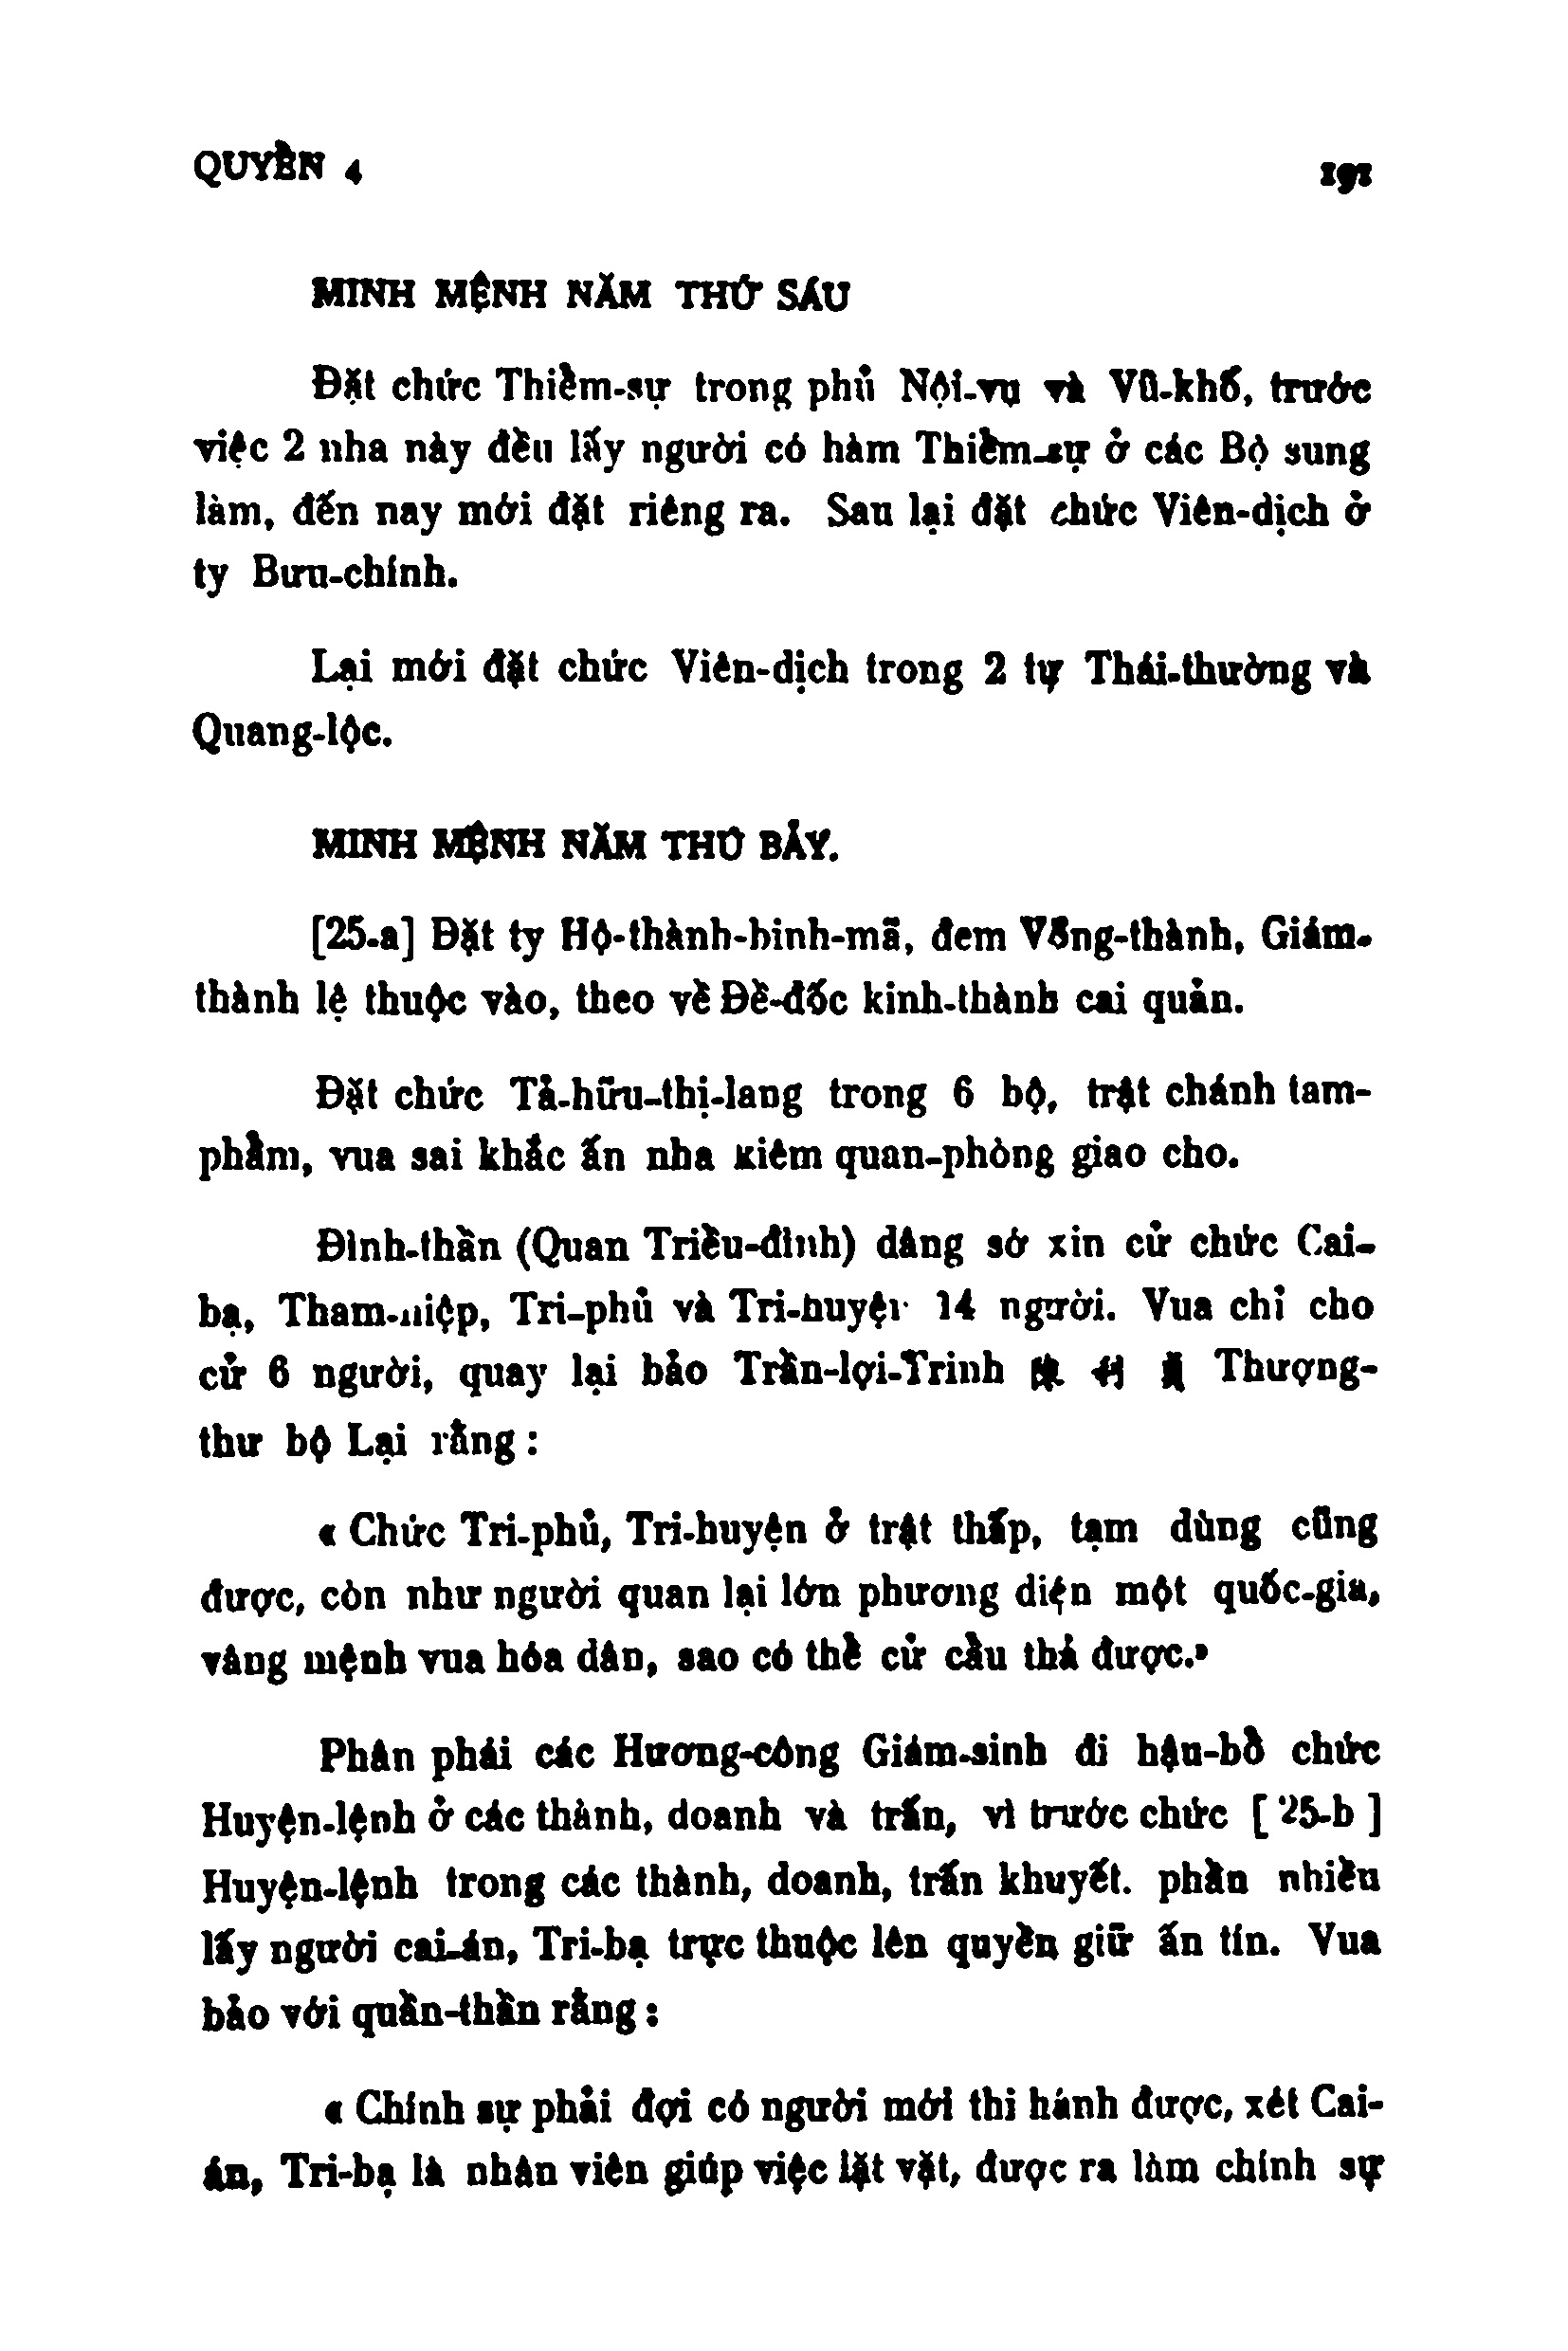 QUYỂN 4
191
MINH MỆNH NĂM THỨ SÁU
Đặt chức Thiêm-sự trong phủ Nội-vụ và Vũ-khố, trước
việc 2 nha này đều lấy người có hàm Thiêm-sự ở các Bộ sung
làm, đến nay mới đặt riêng ra. Sau lại đặt chức Viên-dịch ở
ty Bưu-chính.
Lại mới đặt chức Viên-dịch trong 2 tự Thái-thường và
Quang-lộc.
MINH MỆNH NĂM THỨ BẢY.
[25-a] Đặt ty Hộ-thành-binh-mã, đem Võng-thành, Giám-
thành lệ thuộc vào, theo về Đề-đốc kinh-thành cai quản.
Đặt chức Tả-hữu-thị-lang trong 6 bộ, trật chánh tam-
phẩm, vua sai khắc ấn nha kiêm quan-phòng giao cho.
Đình-thần (Quan Triều-đình) dâng sớ xin cử chức Cai-
bạ, Tham-hiệp, Tri-phủ và Tri-huyện 14 người. Vua chỉ cho
cử 6 người, quay lại bảo Trần-lợi-Trinh 陳 利 貞 Thượng-
thư bộ Lại rằng :
« Chức Tri-phủ, Tri-huyện ở trật thấp, tạm dùng cũng
được, còn như người quan lại lớn phương diện một quốc-gia,
vâng mệnh vua hóa dân, sao có thể cử cẩu thả được.»
Phân phái các Hương-công Giám-sinh đi hậu-bổ chức
Huyện-lệnh ở các thành, doanh và trấn, vì trước chức [ 25-b ]
Huyện-lệnh trong các thành, doanh, trấn khuyết. phần nhiều
lấy người cai-án, Tri-bạ trực thuộc lên quyền giữ ấn tín. Vua
bảo với quần-thần rằng :
« Chính sự phải đợi có người mới thi hành được, xét Cai-
án, Tri-bạ là nhân viên giúp việc lặt vặt, được ra làm chính sự